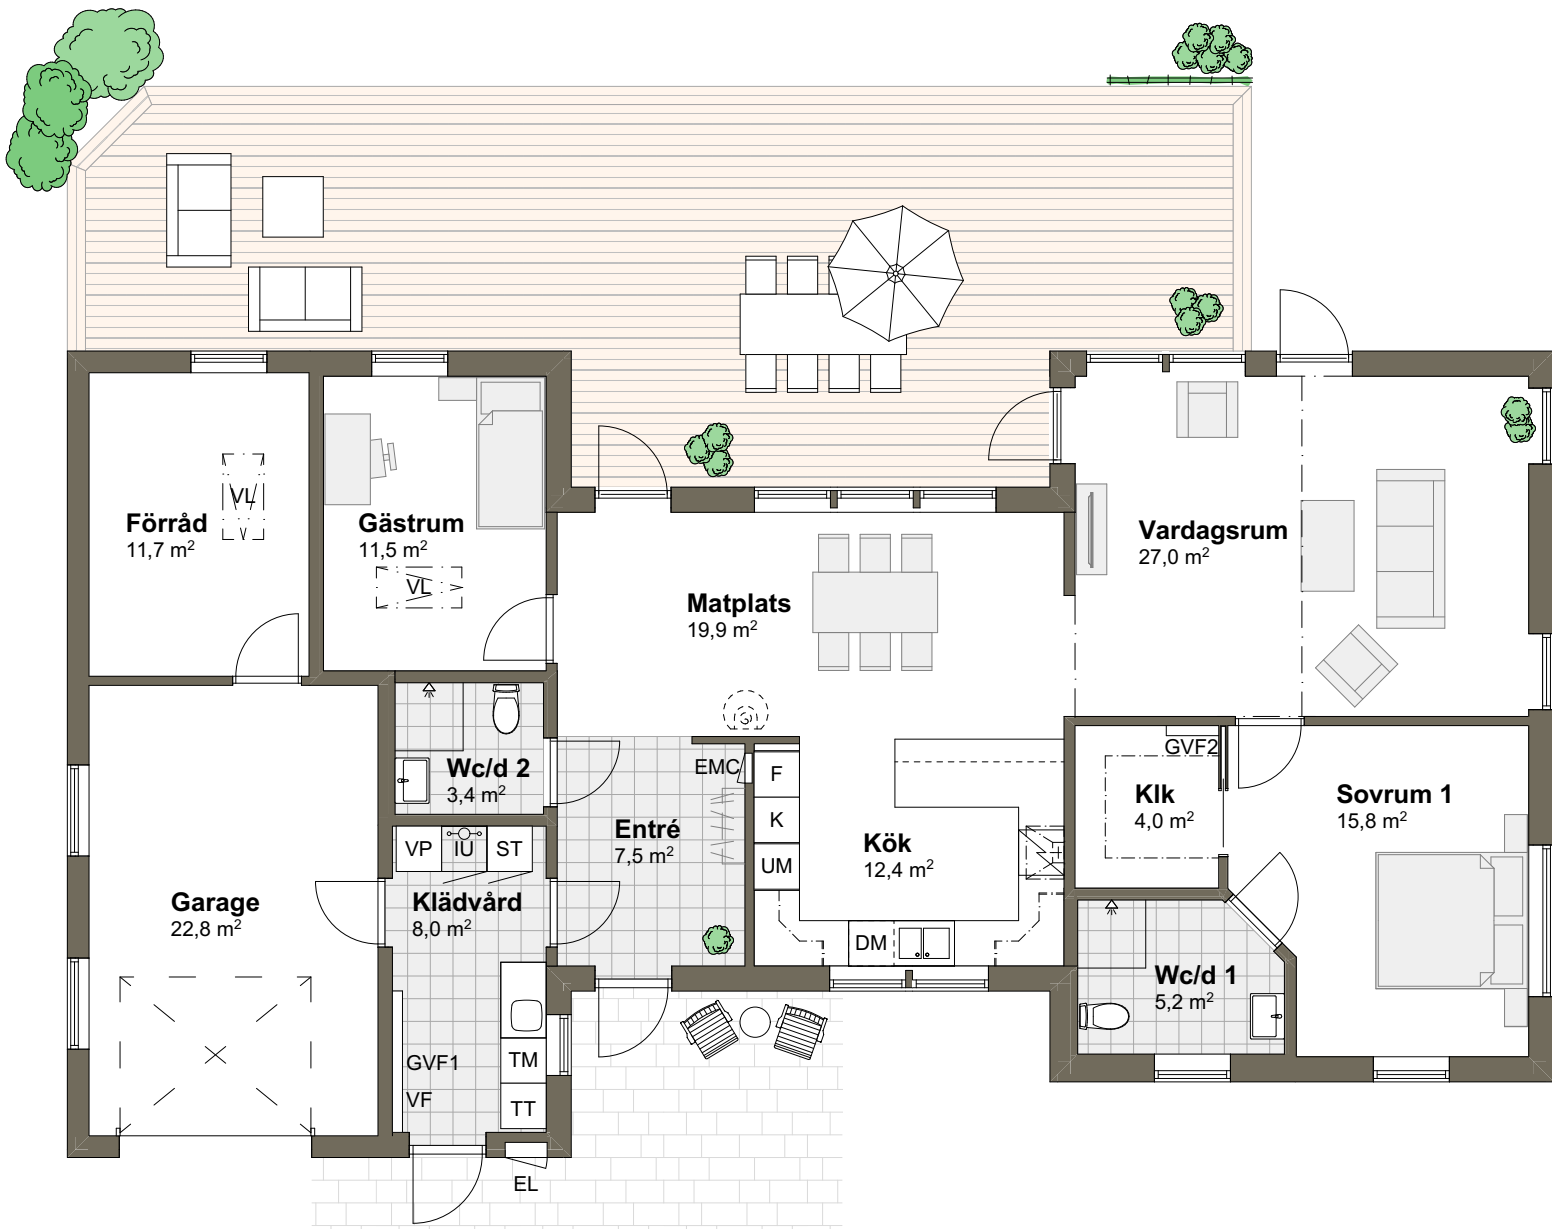 Förråd
11,7 m²
VL
Gästrum
11,5 m²
VL
Matplats
19,9 m²
Vardagsrum
27,0 m²
Wc/d 2
3,4 m²
EMC
F
K
UM
Entré
7,5 m²
Kök
12,4 m²
DM
GVF2
Klk
4,0 m²
Sovrum 1
15,8 m²
VP
IU
ST
Klädvård
8,0 m²
Garage
22,8 m²
Wc/d 1
5,2 m²
GVF1
VF
TM
TT
EL